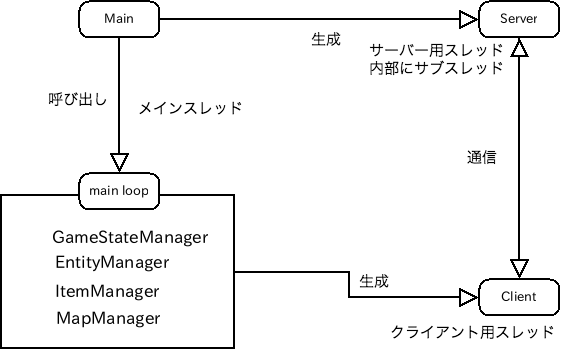 Main
Server
生成
サーバー用スレッド
内部にサブスレッド
呼び出し
メインスレッド
通信
main loop
GameStateManager
EntityManager
ItemManager
MapManager
生成
Client
クライアント用スレッド